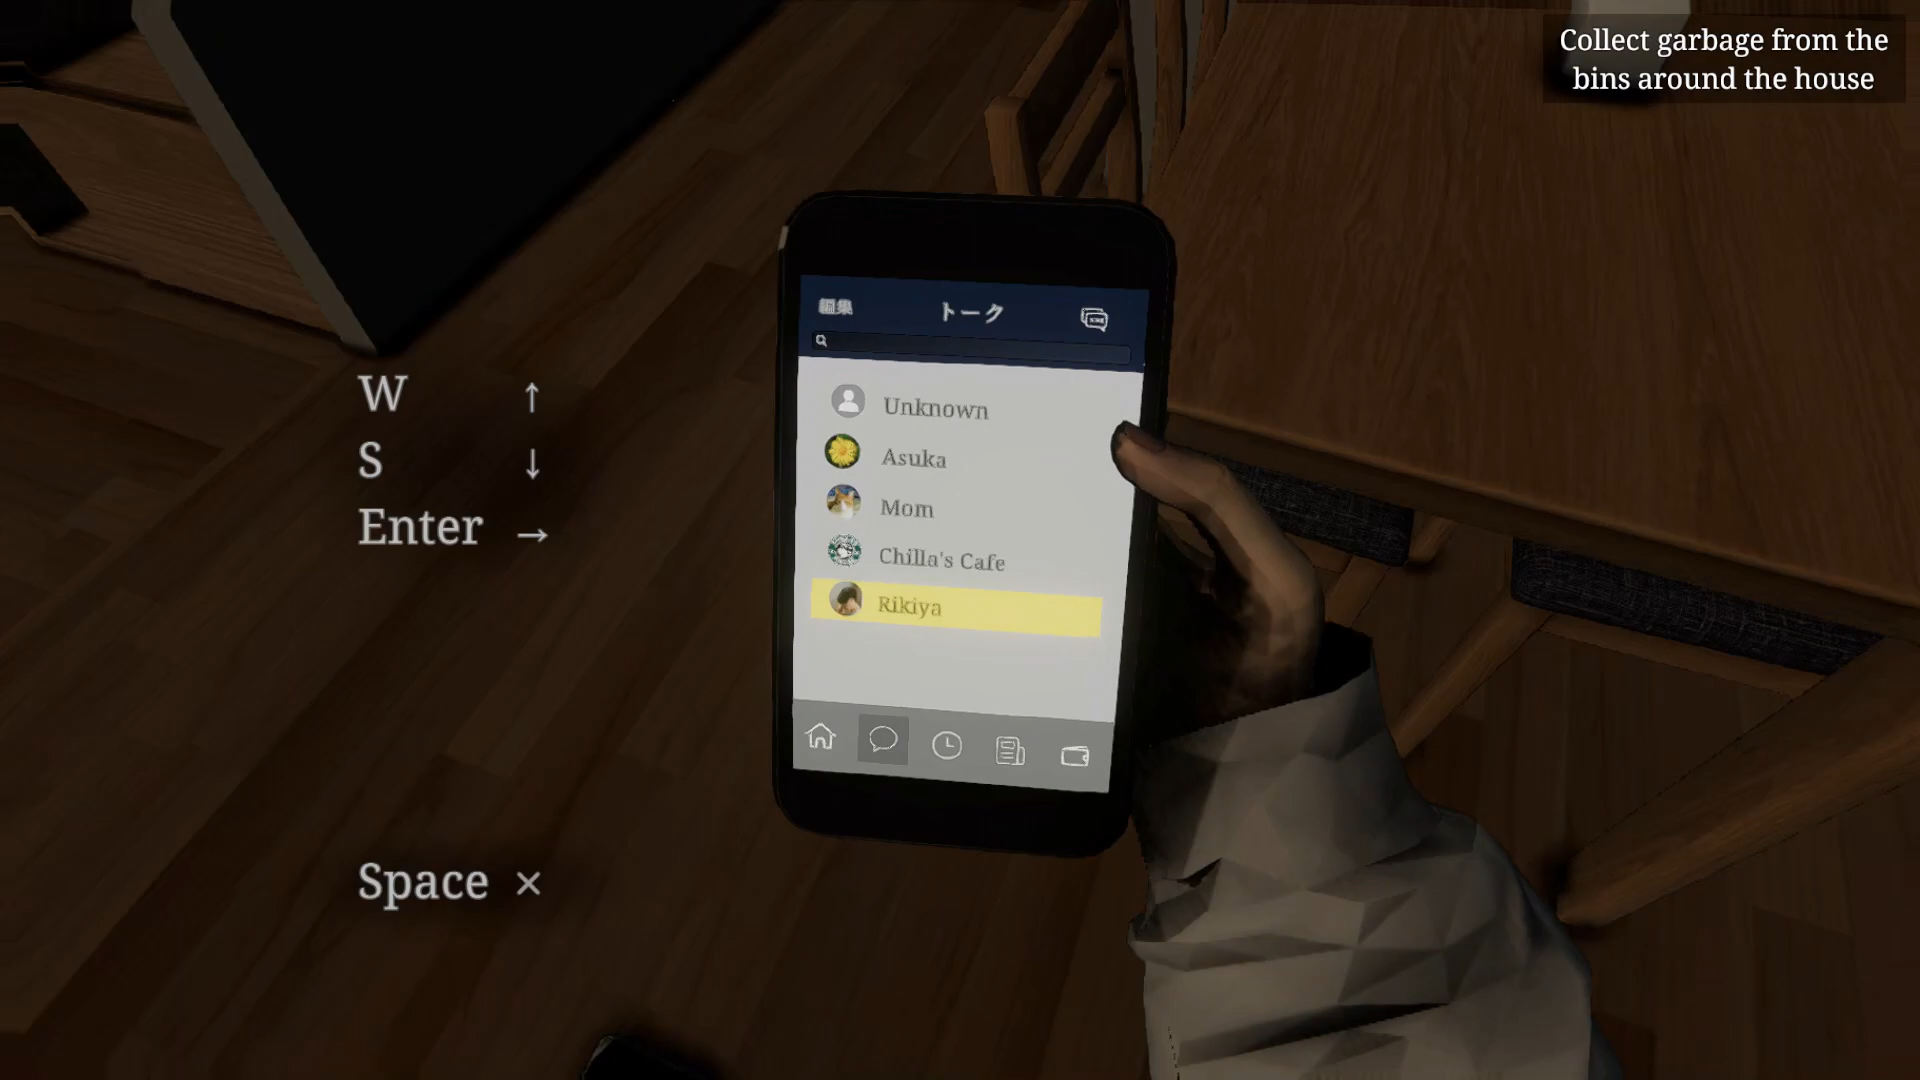 Collect garbage from the
bins around the house
編集
トーク
Unknown
Asuka
Mom
Chilla's Cafe
Rikiya
W ↑
S ↓
Enter →
Space ×